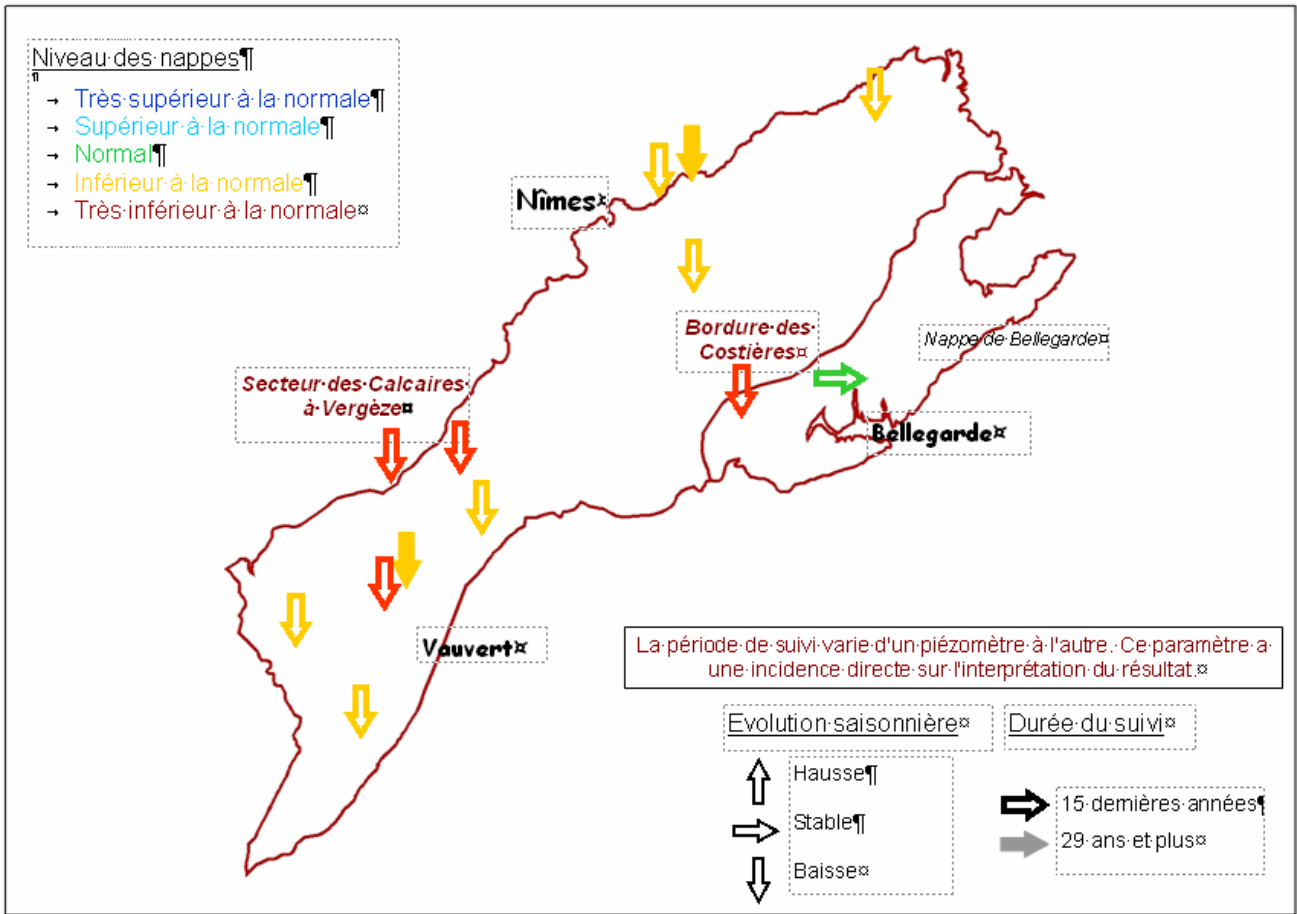 Niveau·des·nappes¶
¶
→ Très·supérieur·à·la·normale¶
→ Supérieur·à·la·normale¶
→ Normal¶
→ Inférieur·à·la·normale¶
→ Très·inférieur·à·la·normale¤
Nîmes¤
Bordure·des·
Costières¤
Nappe·de·Bellegarde¤
Secteur·des·Calcaires·
à·Vergèze¤
Bellegarde¤
Vauvert¤
La·période·de·suivi·varie·d'un·piézomètre·à·l'autre.·Ce·paramètre·a·
une·incidence·directe·sur·l'interprétation·du·résultat.¤
Evolution·saisonnière¤
Hausse¶
Stable¶
Baisse¤
Durée·du·suivi¤
15·dernières·années¶
29·ans·et·plus¤